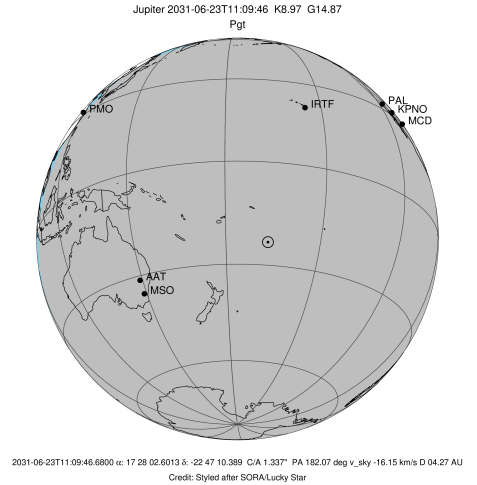 Jupiter 2031-06-23T11:09:46 K8.97 G14.87
Pgt
PMO
IRTF
PAL
KPNO
MCD
AAT
MSO
2031-06-23T11:09:46.6800 α: 17 28 02.6013 δ: -22 47 10.389 C/A 1.337" PA 182.07 deg v_sky -16.15 km/s D 04.27 AU
Credit: Styled after SORA/Lucky Star